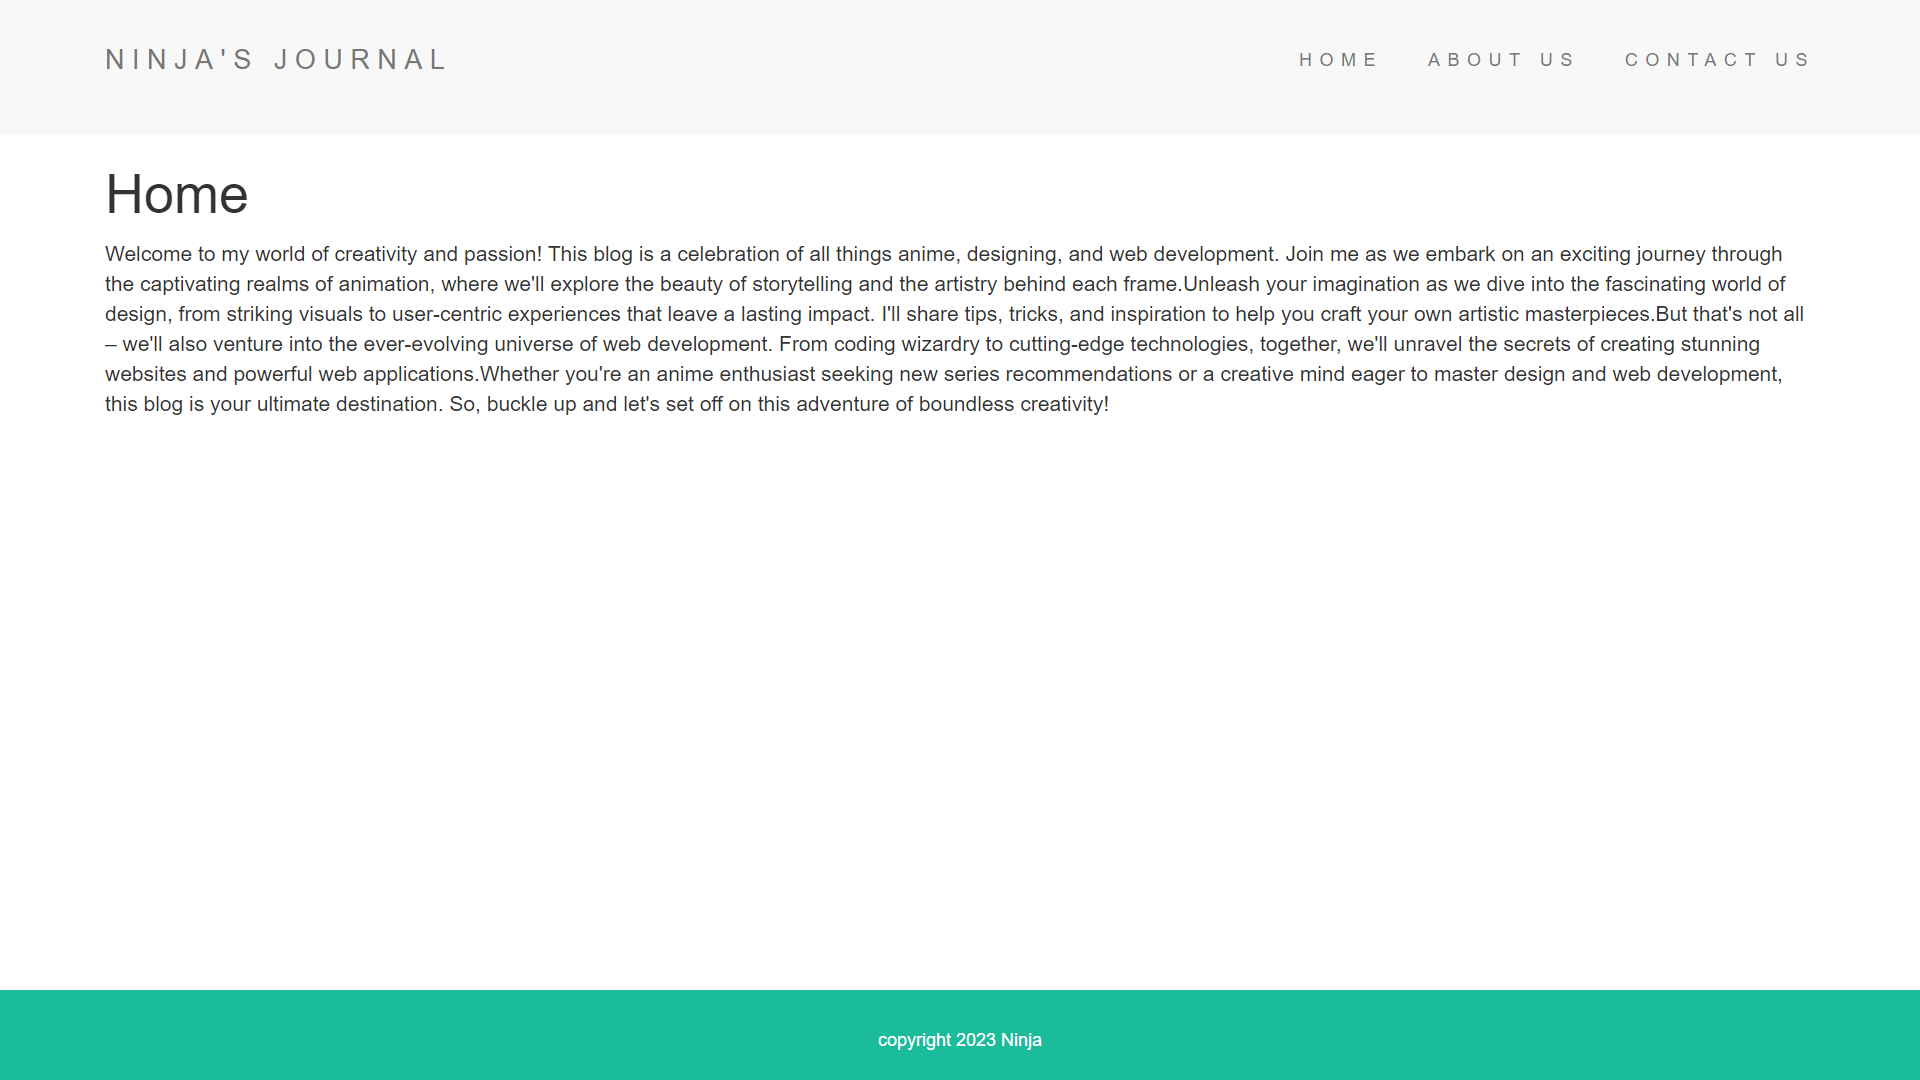 NINJA'S JOURNAL
HOME ABOUT US CONTACT US
Home
Welcome to my world of creativity and passion! This blog is a celebration of all things anime, designing, and web development. Join me as we embark on an exciting journey through
the captivating realms of animation, where we'll explore the beauty of storytelling and the artistry behind each frame.Unleash your imagination as we dive into the fascinating world of
design, from striking visuals to user-centric experiences that leave a lasting impact. I'll share tips, tricks, and inspiration to help you craft your own artistic masterpieces.But that's not all
– we'll also venture into the ever-evolving universe of web development. From coding wizardry to cutting-edge technologies, together, we'll unravel the secrets of creating stunning
websites and powerful web applications.Whether you're an anime enthusiast seeking new series recommendations or a creative mind eager to master design and web development,
this blog is your ultimate destination. So, buckle up and let's set off on this adventure of boundless creativity!
copyright 2023 Ninja